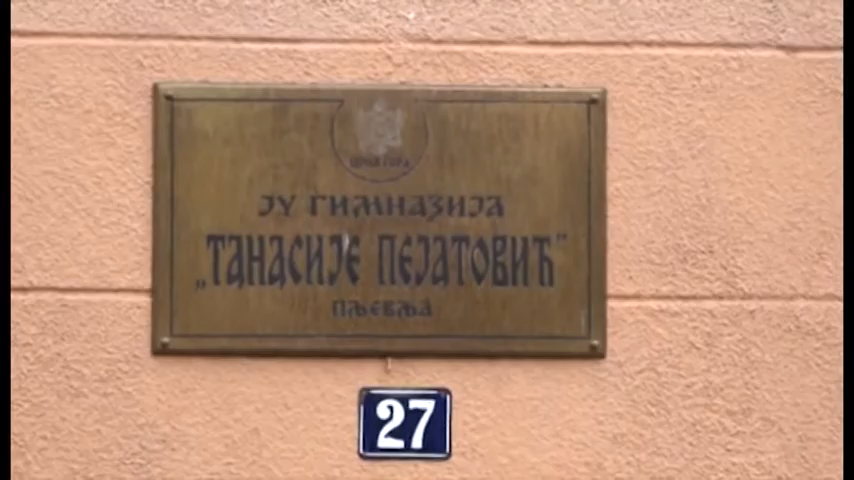 ЦРНА ГОРА
ЈУ ГИМНАЗИЈА
„ТАНАСИЈЕ ПЕЈАТОВИЋ"
ПЉЕВЉА
27